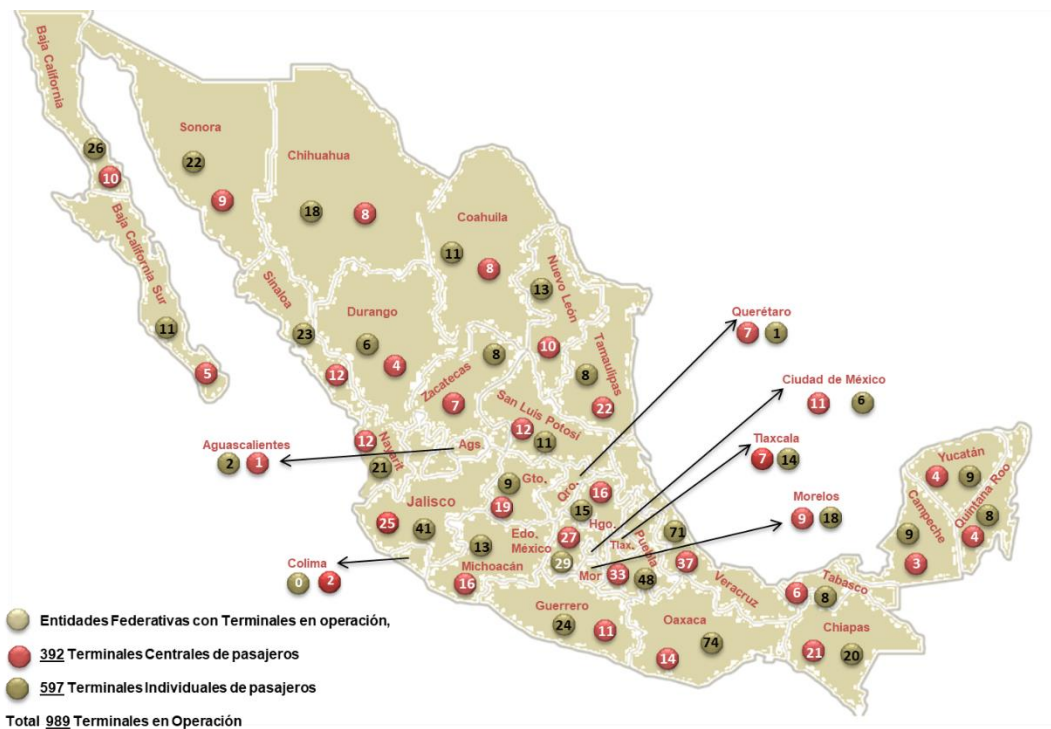 Baja California
26
10
Sonora
22
9
Chihuahua
18
8
Coahuila
11
8
Baja California Sur
11
5
Sinaloa
23
12
Durango
6
4
Nuevo León
13
10
Tamaulipas
8
22
Zacatecas
8
7
San Luis Potosi
12
11
Nayarit
12
21
Ags.
Aguascalientes
2 1
Querétaro
7 1
Ciudad de México
11 6
Tlaxcala
7 14
Morelos
9 18
Yucatán
4 9
Quintana Roo
8
4
Campeche
9
3
Jalisco
25 41
Gto.
9
19
Qro.
16
15
Hgo.
Edo.
México
27
29
Tlax.
Mor
Puebla
33 48
71
37
Veracruz
Michoacán
13
16
Colima
0 2
Guerrero
24 11
Oaxaca
74
14
Tabasco
6 8
Chiapas
21 20
Entidades Federativas con Terminales en operación,
392 Terminales Centrales de pasajeros
597 Terminales Individuales de pasajeros
Total 989 Terminales en Operación